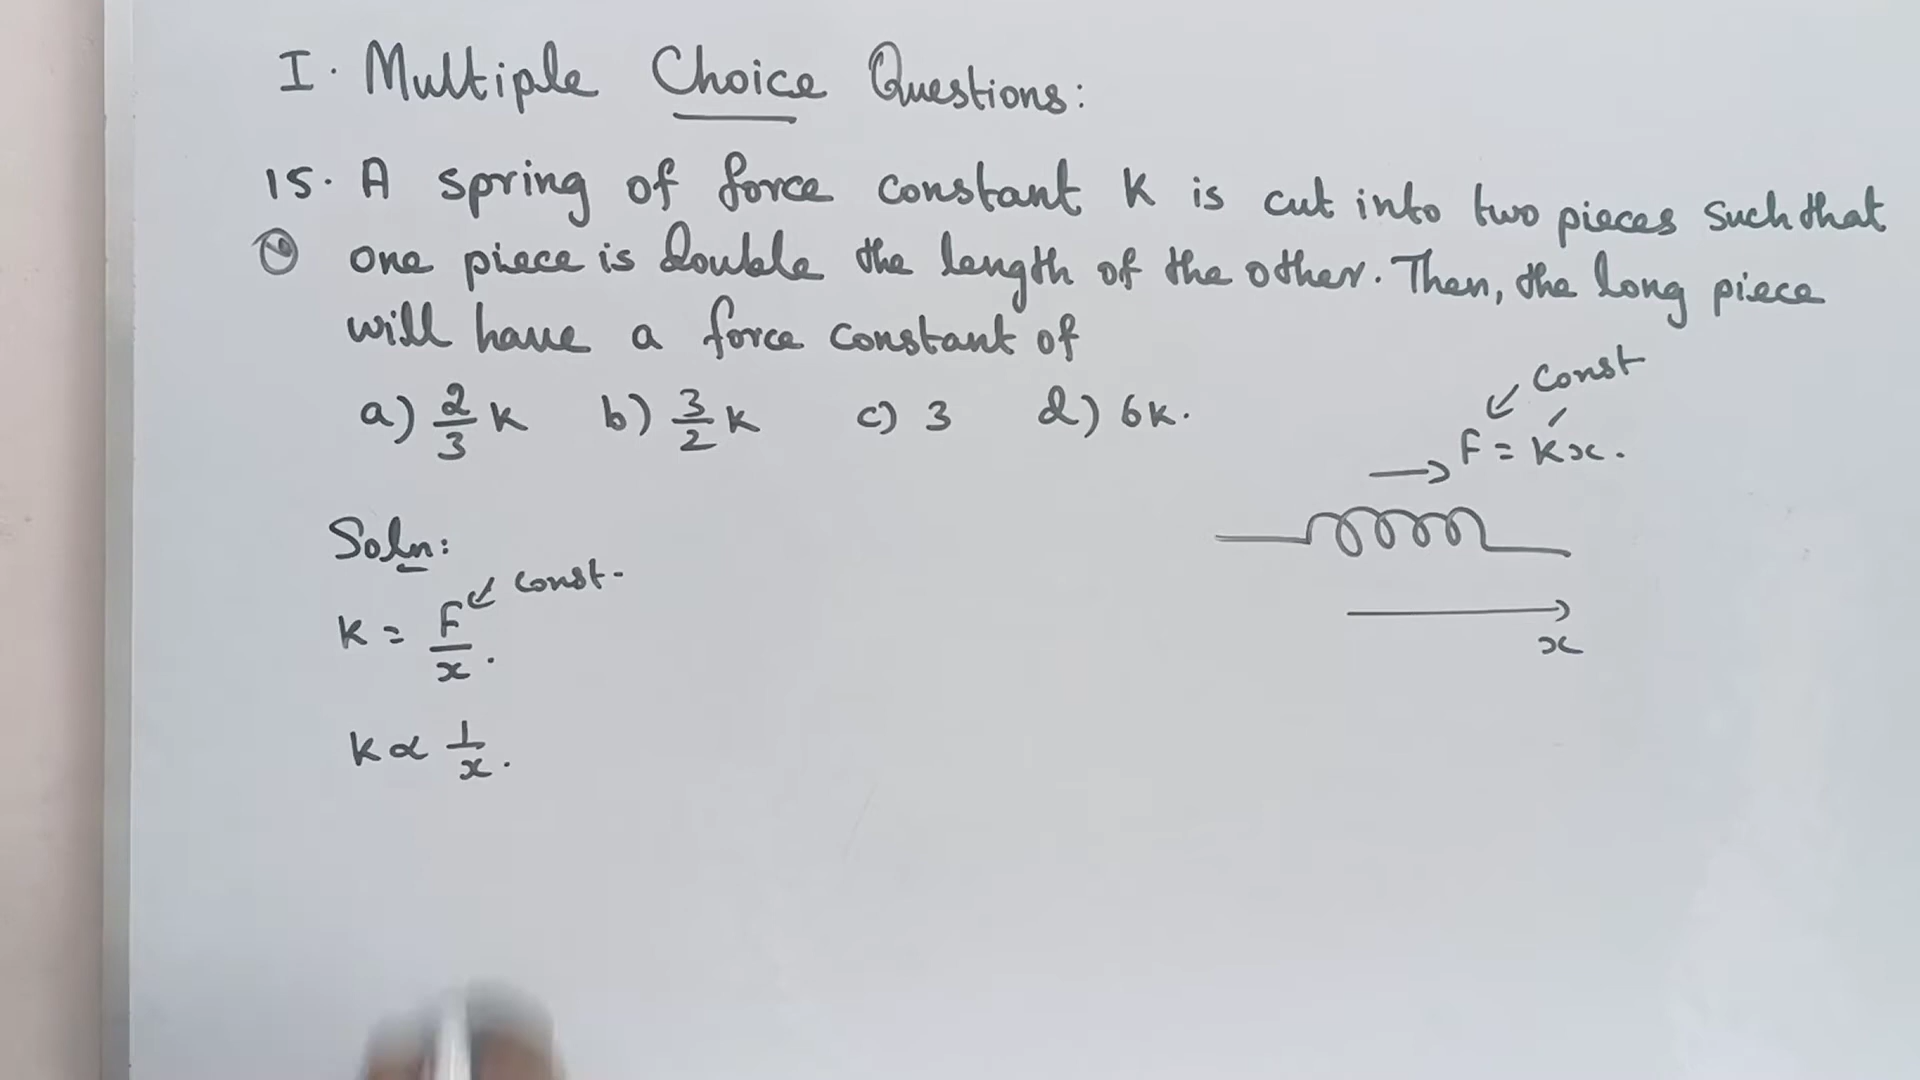 I. Multiple Choice Questions:
15. A spring of force constant K is cut into two pieces such that
one piece is double the length of the other. Then, the long piece
will have a force constant of
a) 2/3 K b) 3/2 K c) 3 d) 6K.
const
F = Kx.
x
Soln:
const.
K = F/x.
K ∝ 1/x.